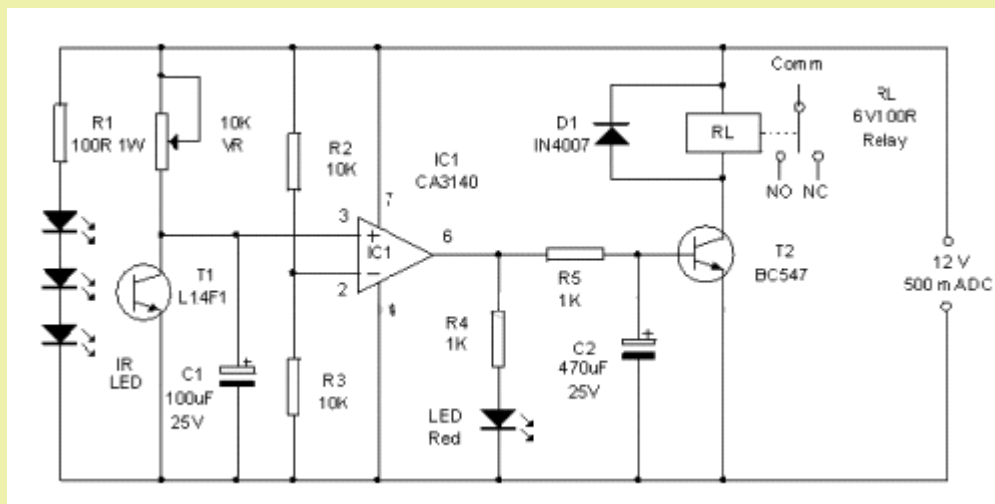 R1
100R 1W
10K
VR
R2
10K
IC1
CA3140
D1
IN4007
RL
Comm
RL
6V100R
Relay
NO NC
7
3
+
IC1
−
2
6
T1
L14F1
R5
1K
T2
BC547
12 V
500 mADC
IR
LED
C1
100uF
25V
+
R3
10K
R4
1K
C2
470uF
25V
+
LED
Red